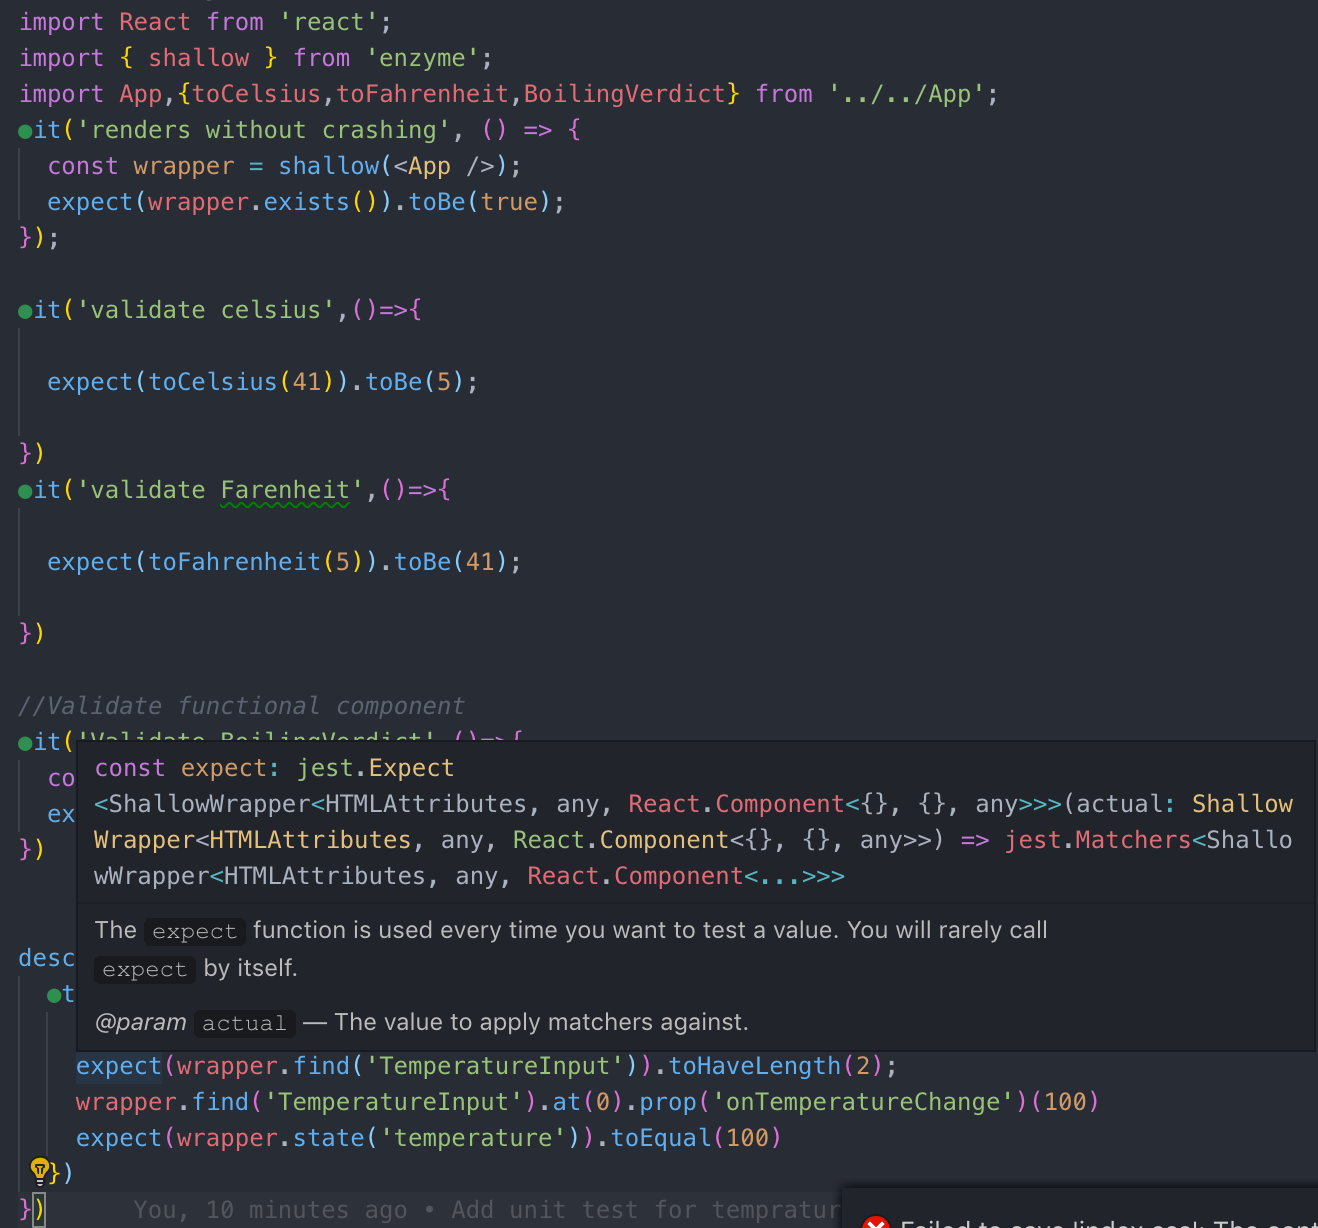 import React from 'react';
import { shallow } from 'enzyme';
import App,{toCelsius,toFahrenheit,BoilingVerdict} from '../../App';
it('renders without crashing', () => {
const wrapper = shallow(<App />);
expect(wrapper.exists()).toBe(true);
});
it('validate celsius',()=>{
expect(toCelsius(41)).toBe(5);
})
it('validate Farenheit',()=>{
expect(toFahrenheit(5)).toBe(41);
})
//Validate functional component
it('Validate BoilingVerdict',()=>{
co
ex
})
const expect: jest.Expect
<ShallowWrapper<HTMLAttributes, any, React.Component<{}, {}, any>>>(actual: Shallow
Wrapper<HTMLAttributes, any, React.Component<{}, {}, any>>) => jest.Matchers<Shallo
wWrapper<HTMLAttributes, any, React.Component<...>>>
The expect function is used every time you want to test a value. You will rarely call
expect by itself.
@param actual — The value to apply matchers against.
desc
t
expect(wrapper.find('TemperatureInput')).toHaveLength(2);
wrapper.find('TemperatureInput').at(0).prop('onTemperatureChange')(100)
expect(wrapper.state('temperature')).toEqual(100)
})
}) You, 10 minutes ago • Add unit test for tempratur
Failed to save